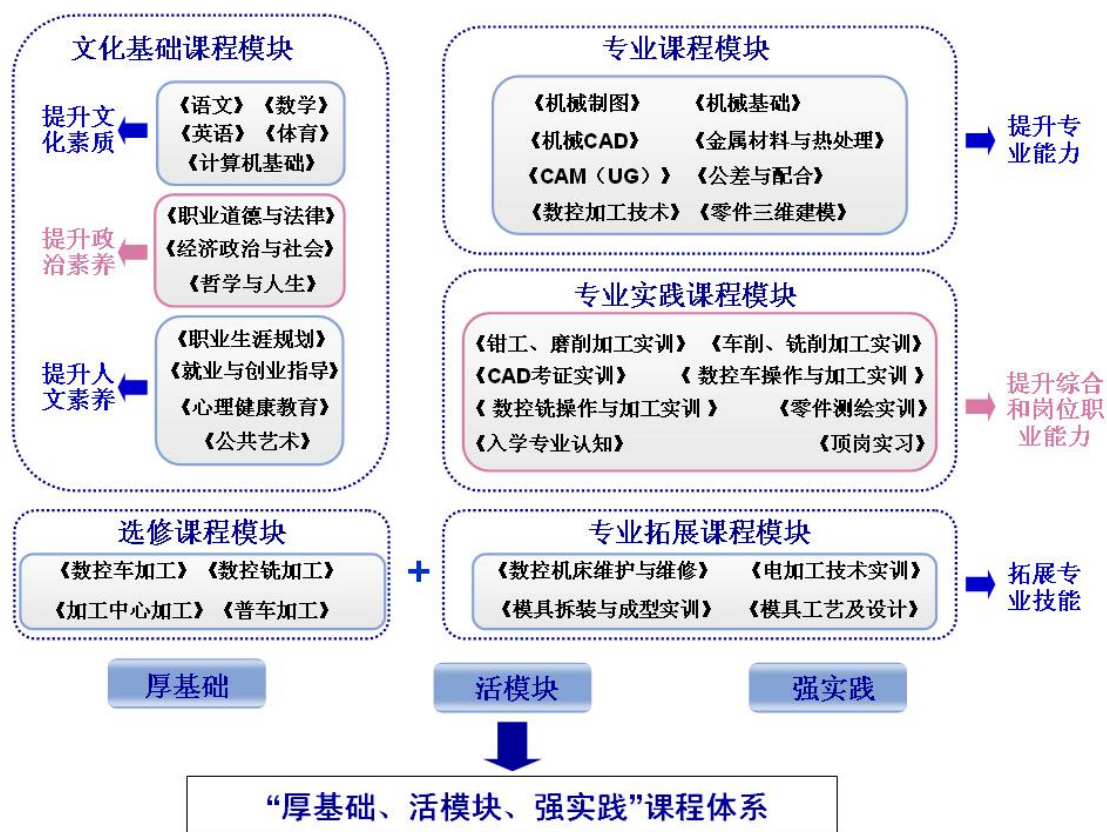 文化基础课程模块
提升文
化素质
《语文》 《数学》
《英语》 《体育》
《计算机基础》
提升政
治素养
《职业道德与法律》
《经济政治与社会》
《哲学与人生》
提升人
文素养
《职业生涯规划》
《就业与创业指导》
《心理健康教育》
《公共艺术》
专业课程模块
《机械制图》 《机械基础》
《机械CAD》 《金属材料与热处理》
《CAM（UG）》 《公差与配合》
《数控加工技术》 《零件三维建模》
提升专
业能力
专业实践课程模块
《钳工、磨削加工实训》 《车削、铣削加工实训》
《CAD考证实训》 《 数控车操作与加工实训 》
《 数控铣操作与加工实训 》 《零件测绘实训》
《入学专业认知》 《顶岗实习》
提升综合
和岗位职
业能力
选修课程模块
《数控车加工》 《数控铣加工》
《加工中心加工》 《普车加工》
+
专业拓展课程模块
《数控机床维护与维修》 《电加工技术实训》
《模具拆装与成型实训》 《模具工艺及设计》
拓展专
业技能
厚基础 活模块 强实践
“厚基础、活模块、强实践”课程体系